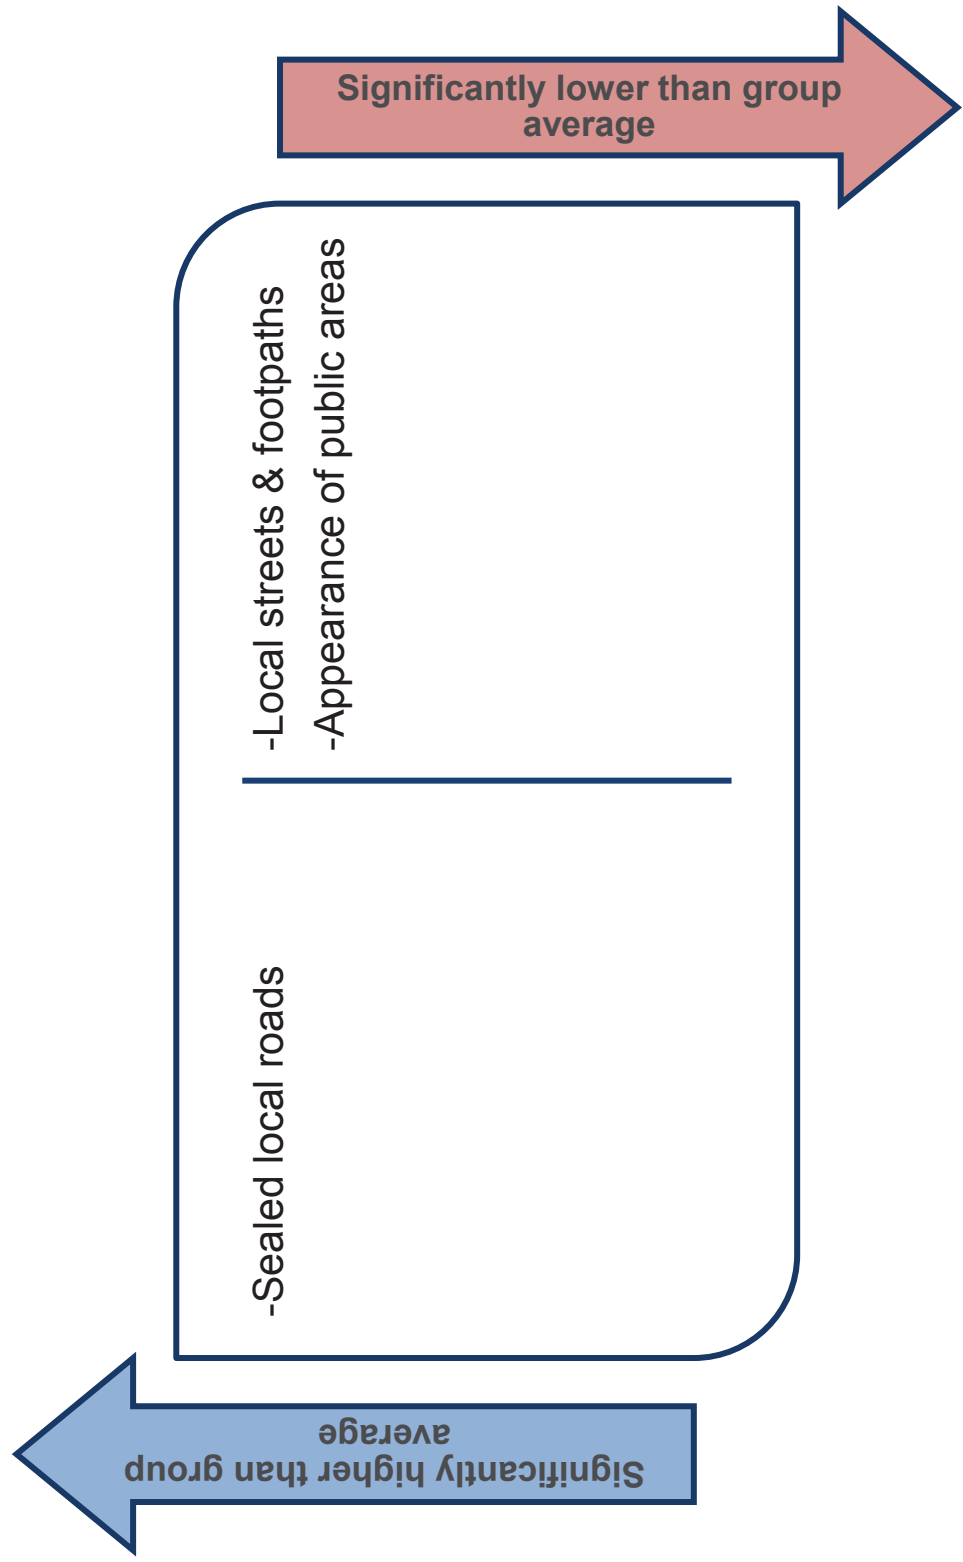 Significantly higher than group
average
-Sealed local roads
-Local streets & footpaths
-Appearance of public areas
Significantly lower than group
average